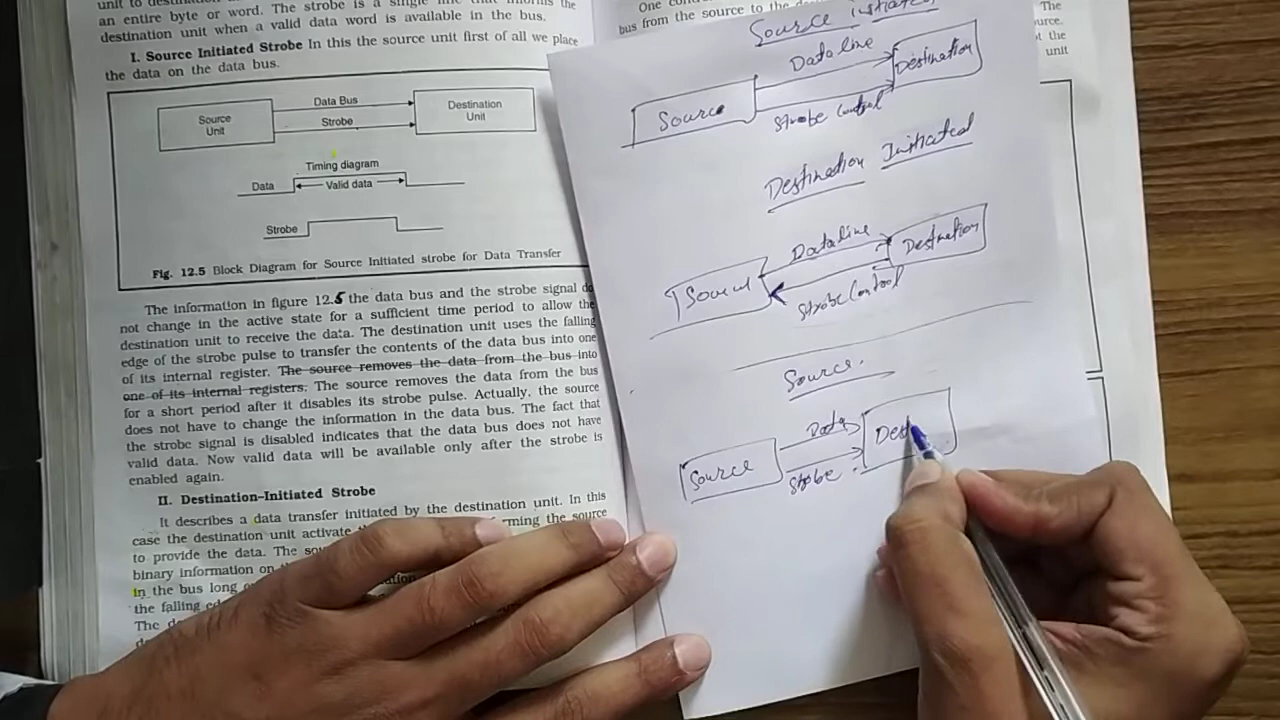 unit to destination
an entire byte or word. The strobe is a single line that informs the
destination unit when a valid data word is available in the bus.
I. Source Initiated Strobe In this the source unit first of all we place
the data on the data bus.
Source
Unit
Data Bus
Strobe
Destination
Unit
Timing diagram
Data
Valid data
Strobe
Fig. 12.5 Block Diagram for Source Initiated strobe for Data Transfer
The information in figure 12.5 the data bus and the strobe signal do
not change in the active state for a sufficient time period to allow the
destination unit to receive the data. The destination unit uses the falling
edge of the strobe pulse to transfer the contents of the data bus into one
of its internal register. The source removes the data from the bus into
one of its internal registers. The source removes the data from the bus
for a short period after it disables its strobe pulse. Actually, the source
does not have to change the information in the data bus. The fact that
the strobe signal is disabled indicates that the data bus does not have
valid data. Now valid data will be available only after the strobe is
enabled again.
II. Destination-Initiated Strobe
It describes a data transfer initiated by the destination unit. In this
case the destination unit activate rming the source
to provide the data. The
binary information on
in the bus long
the falling
The
One
bus from the source to the
The
the
unit
Source initiated
Source
Data line
Strobe Control
Destination
Destination Initiated
Source
Data line
Strobe Control
Destination
Source.
Source
Data
Strobe.
Dest